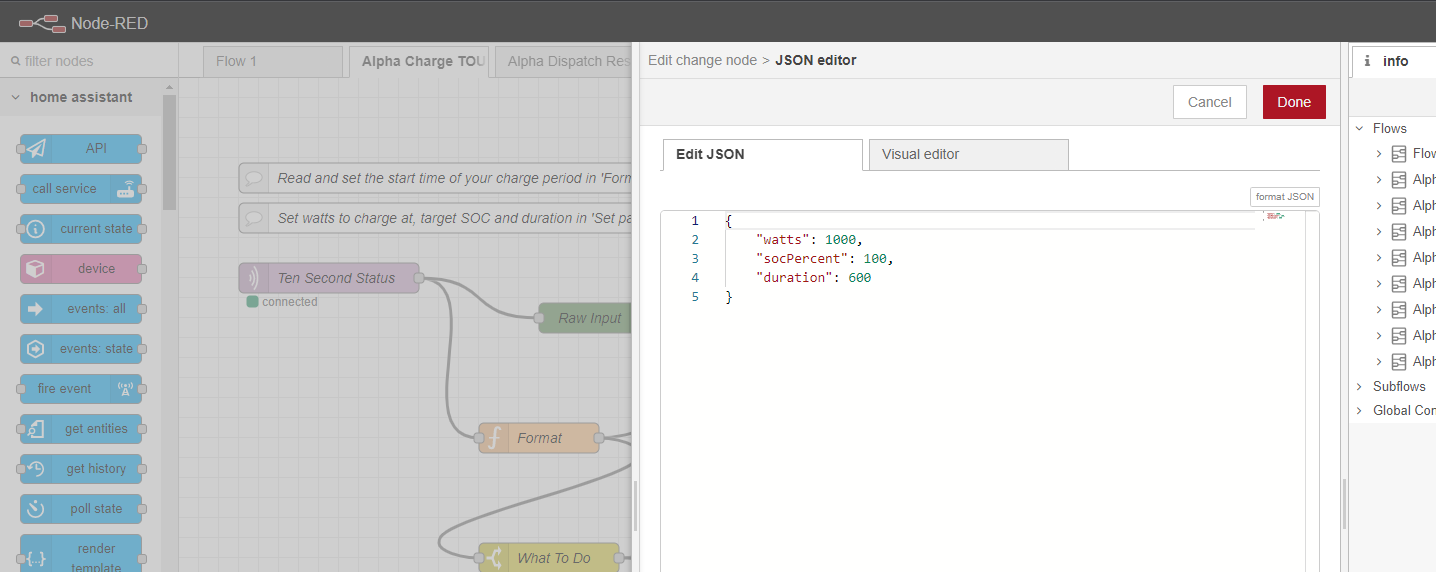 Node-RED
filter nodes
home assistant
API
call service
current state
device
events: all
events: state
fire event
get entities
get history
poll state
render
template
Flow 1
Alpha Charge TOU
Alpha Dispatch Res
Read and set the start time of your charge period in 'Form
Set watts to charge at, target SOC and duration in 'Set pa
Ten Second Status
connected
Raw Input
Format
What To Do
Edit change node > JSON editor
Cancel
Done
Edit JSON
Visual editor
format JSON
1 {
2 "watts": 1000,
3 "socPercent": 100,
4 "duration": 600
5 }
i info
Flows
Flow
Alph
Alph
Alph
Alph
Alph
Alph
Alph
Alph
Subflows
Global Con